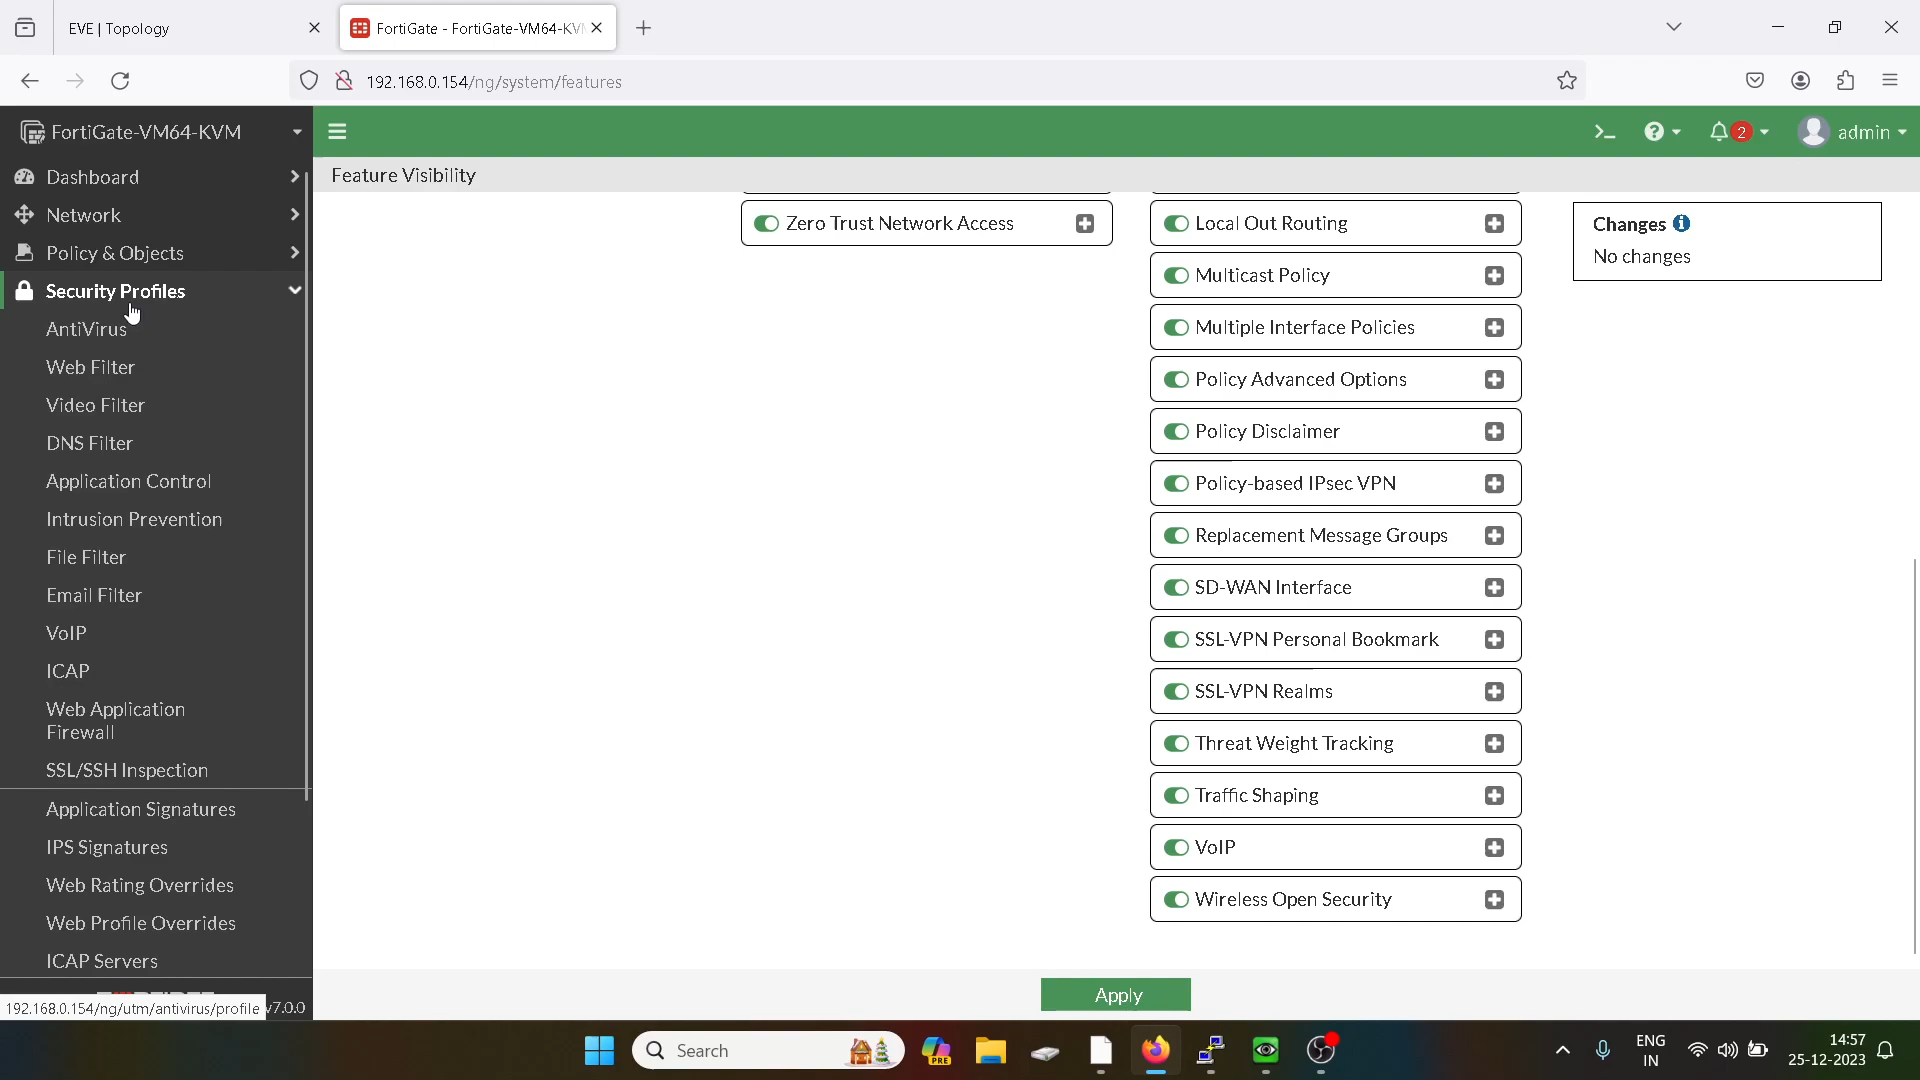 EVE | Topology
FortiGate - FortiGate-VM64-KV
192.168.0.154/ng/system/features
FortiGate-VM64-KVM
2
admin
Feature Visibility
Dashboard
Network
Policy & Objects
Security Profiles
AntiVirus
Web Filter
Video Filter
DNS Filter
Application Control
Intrusion Prevention
File Filter
Email Filter
VoIP
ICAP
Web Application
Firewall
SSL/SSH Inspection
Application Signatures
IPS Signatures
Web Rating Overrides
Web Profile Overrides
ICAP Servers
192.168.0.154/ng/utm/antivirus/profile
v7.0.0
Zero Trust Network Access
Local Out Routing
Multicast Policy
Multiple Interface Policies
Policy Advanced Options
Policy Disclaimer
Policy-based IPsec VPN
Replacement Message Groups
SD-WAN Interface
SSL-VPN Personal Bookmark
SSL-VPN Realms
Threat Weight Tracking
Traffic Shaping
VoIP
Wireless Open Security
Changes
No changes
Apply
Search
PRE
ENG
IN
14:57
25-12-2023